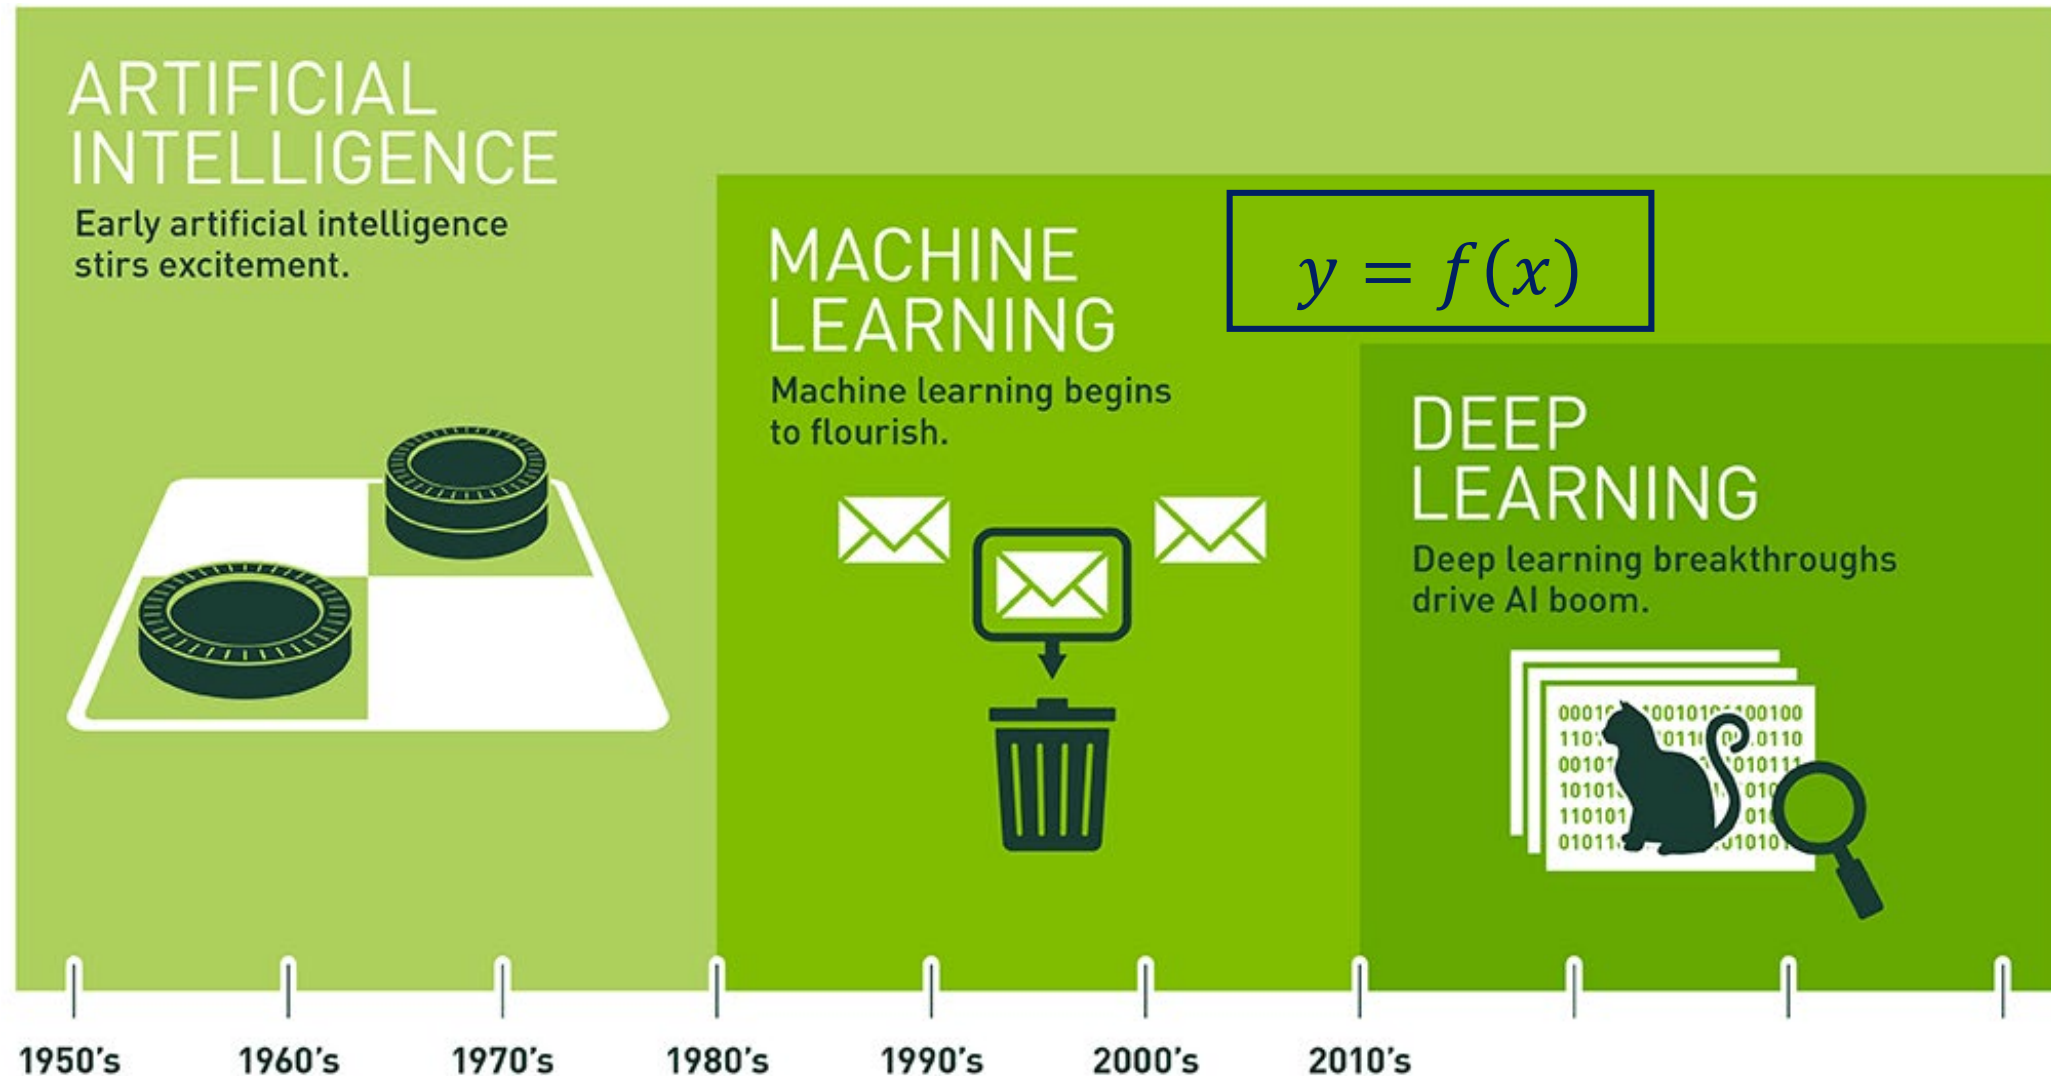 ARTIFICIAL
INTELLIGENCE
Early artificial intelligence
stirs excitement.
MACHINE
LEARNING
y = f(x)
Machine learning begins
to flourish.
DEEP
LEARNING
Deep learning breakthroughs
drive AI boom.
1950's 1960's 1970's 1980's 1990's 2000's 2010's